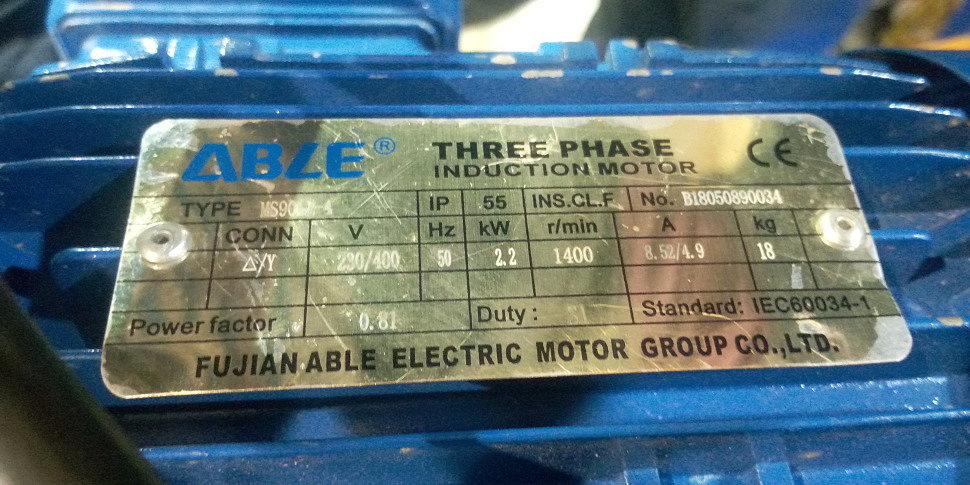 ABLE® THREE PHASE INDUCTION MOTOR CE
TYPE IP 55 INS.CL.F No. B18050890034
CONN V Hz kW r/min A kg
△/Y 230/400 50 2.2 1400 8.52/4.9 18
Power factor 0.81 Duty: Standard: IEC60034-1
FUJIAN ABLE ELECTRIC MOTOR GROUP CO.,LTD.